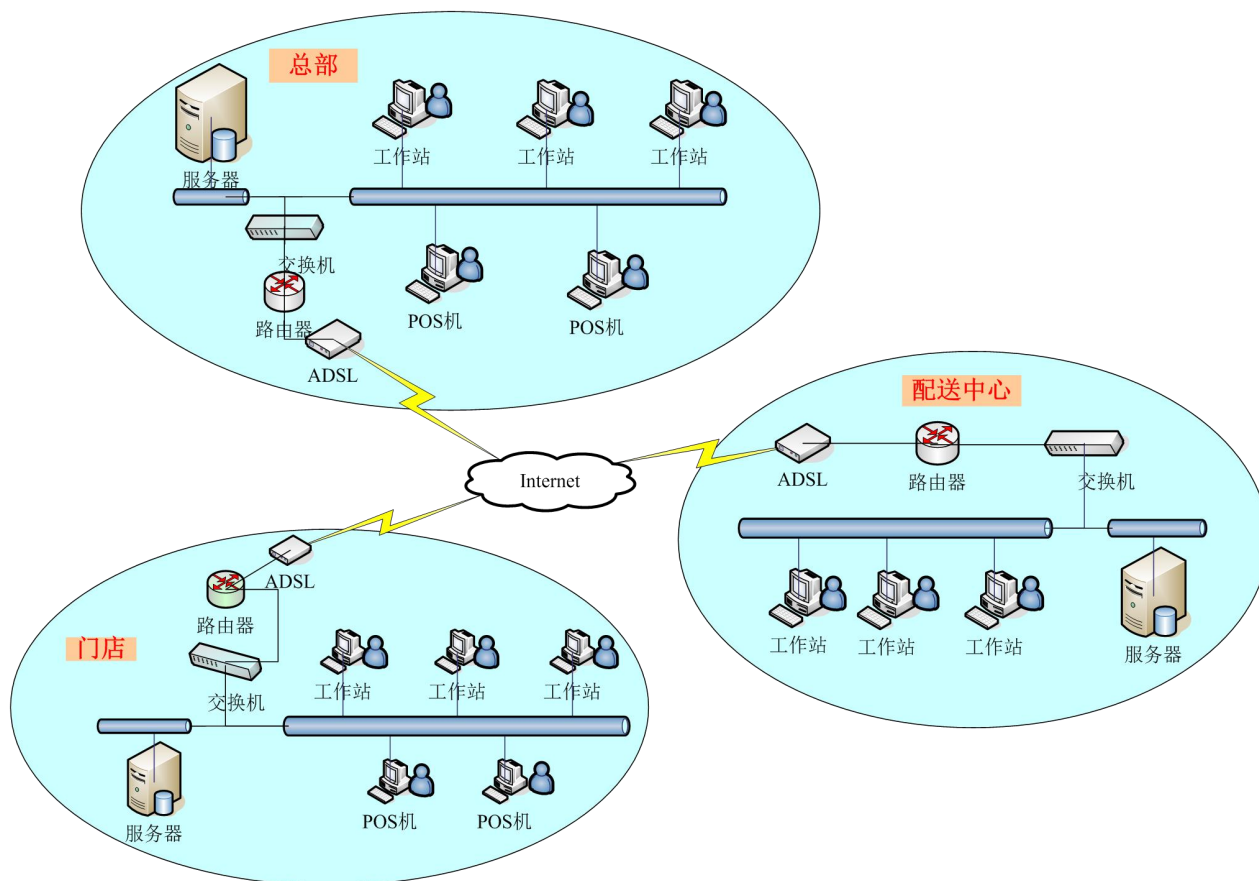 总部
服务器
工作站
工作站
工作站
交换机
路由器
ADSL
POS机
POS机
配送中心
ADSL
路由器
交换机
工作站
工作站
工作站
服务器
Internet
ADSL
路由器
门店
交换机
工作站
工作站
工作站
服务器
POS机
POS机